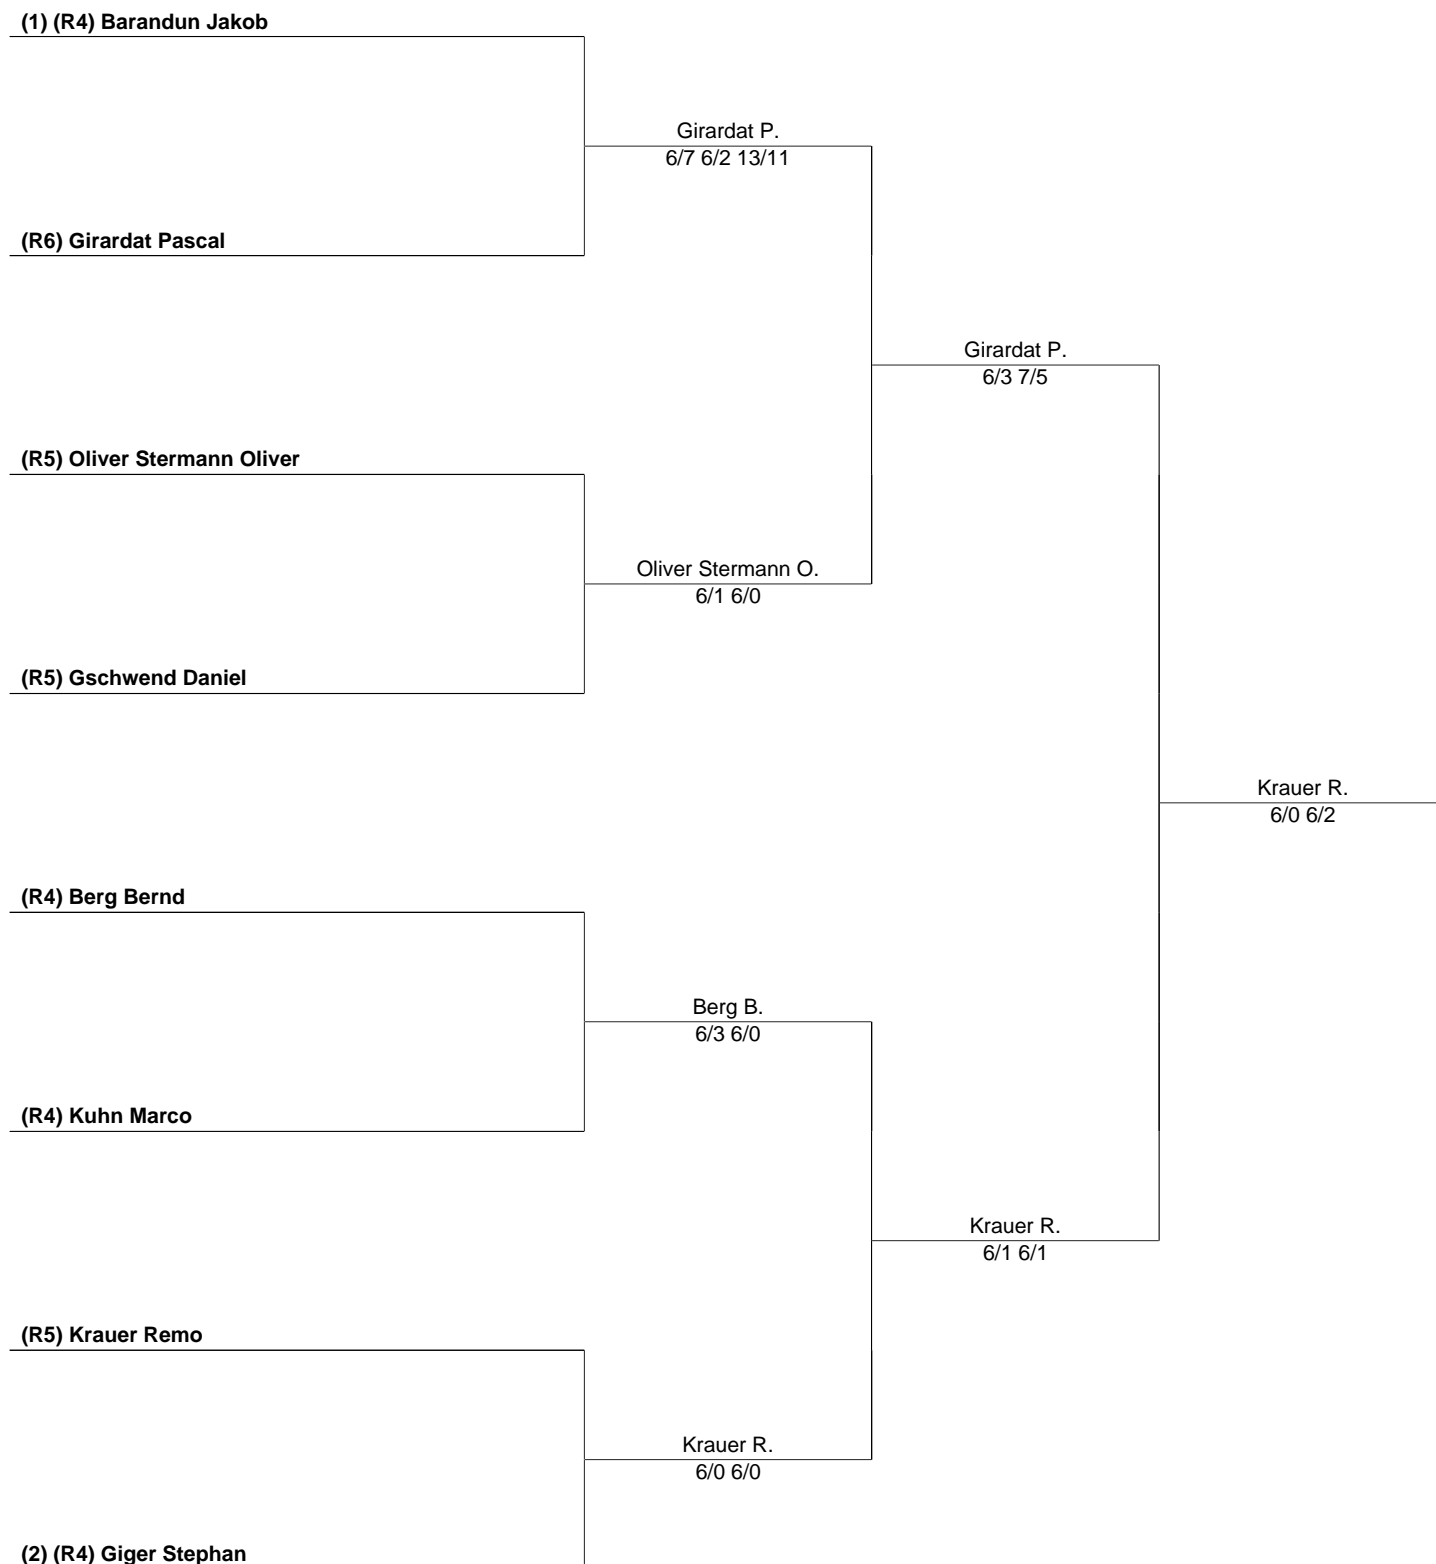 (1) (R4) Barandun Jakob
Girardat P.
6/7 6/2 13/11
(R6) Girardat Pascal
Girardat P.
6/3 7/5
(R5) Oliver Stermann Oliver
Oliver Stermann O.
6/1 6/0
(R5) Gschwend Daniel
Krauer R.
6/0 6/2
(R4) Berg Bernd
Berg B.
6/3 6/0
(R4) Kuhn Marco
Krauer R.
6/1 6/1
(R5) Krauer Remo
Krauer R.
6/0 6/0
(2) (R4) Giger Stephan